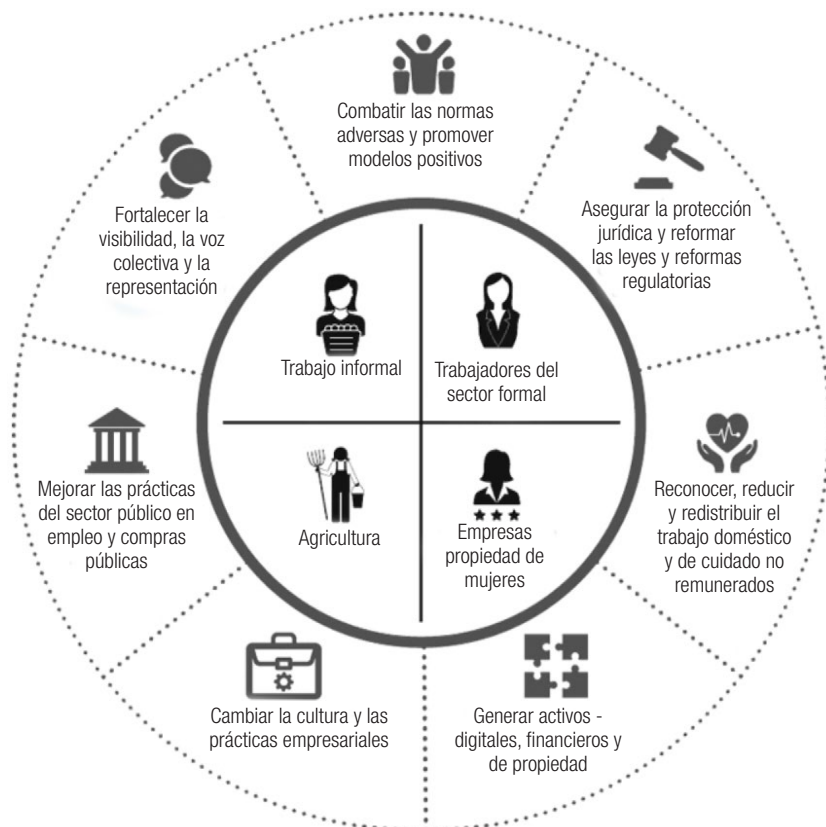 Combatir las normas
adversas y promover
modelos positivos
Asegurar la protección
jurídica y reformar
las leyes y reformas
regulatorias
Reconocer, reducir
y redistribuir el
trabajo doméstico
y de cuidado no
remunerados
Generar activos -
digitales, financieros y
de propiedad
Cambiar la cultura y las
prácticas empresariales
Mejorar las prácticas
del sector público en
empleo y compras
públicas
Fortalecer la
visibilidad, la voz
colectiva y la
representación
Trabajo informal
Trabajadores del
sector formal
Agricultura
Empresas
propiedad de
mujeres